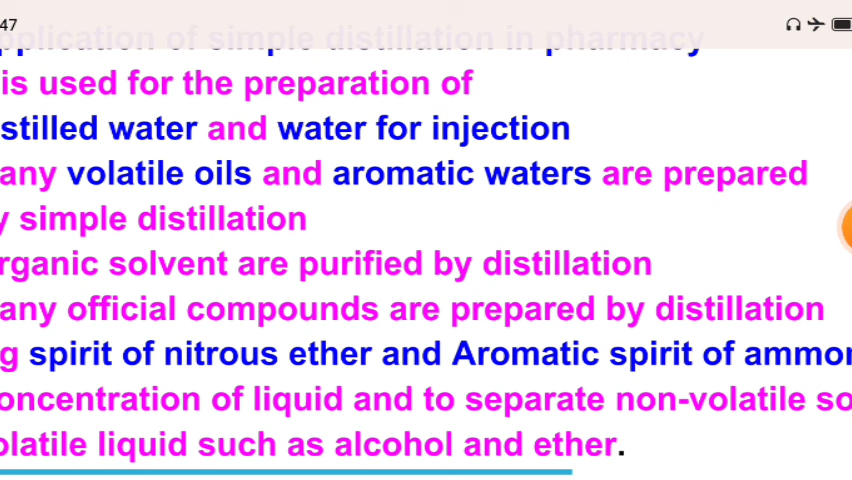 47
pplication of simple distillation in pharmacy
is used for the preparation of
stilled water and water for injection
any volatile oils and aromatic waters are prepared
y simple distillation
rganic solvent are purified by distillation
any official compounds are prepared by distillation
g spirit of nitrous ether and Aromatic spirit of ammon
oncentration of liquid and to separate non-volatile so
olatile liquid such as alcohol and ether.